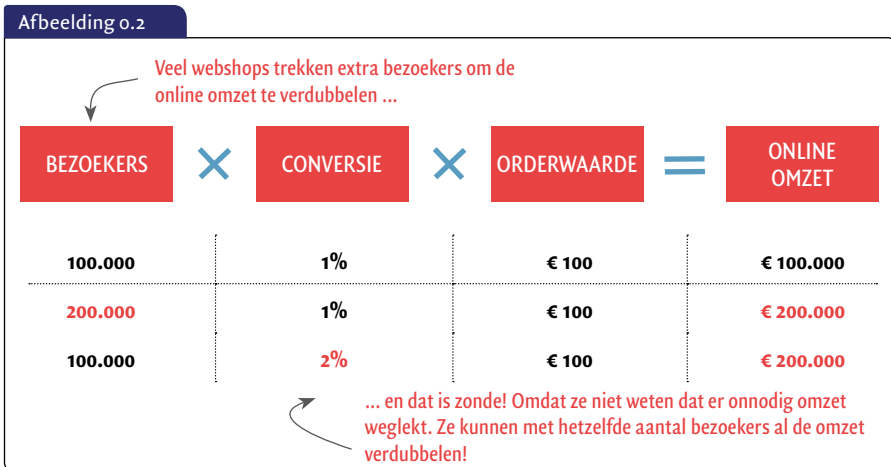 Afbeelding 0.2
Veel webshops trekken extra bezoekers om de
online omzet te verdubbelen ...
BEZOEKERS × CONVERSIE × ORDERWAARDE = ONLINE
OMZET
100.000 1% € 100 € 100.000
200.000 1% € 100 € 200.000
100.000 2% € 100 € 200.000
... en dat is zonde! Omdat ze niet weten dat er onnodig omzet
weglekt. Ze kunnen met hetzelfde aantal bezoekers al de omzet
verdubbelen!